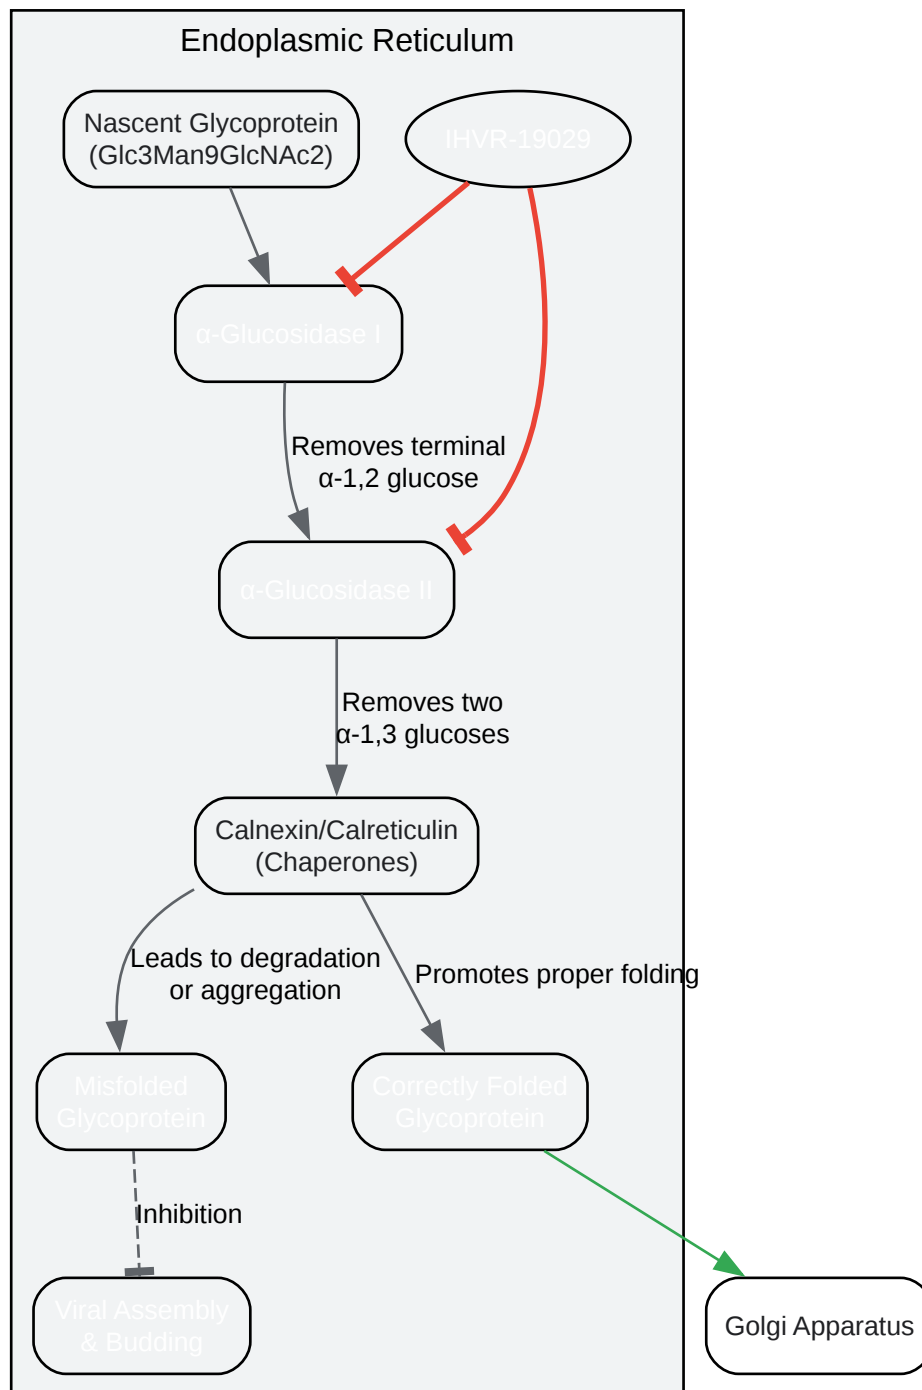 Endoplasmic Reticulum
Nascent Glycoprotein
(Glc3Man9GlcNAc2)
IHVR-19029
α-Glucosidase I
Removes terminal
α-1,2 glucose
α-Glucosidase II
Removes two
α-1,3 glucoses
Calnexin/Calreticulin
(Chaperones)
Leads to degradation
or aggregation
Promotes proper folding
Misfolded
Glycoprotein
Correctly Folded
Glycoprotein
Inhibition
Viral Assembly
& Budding
Golgi Apparatus